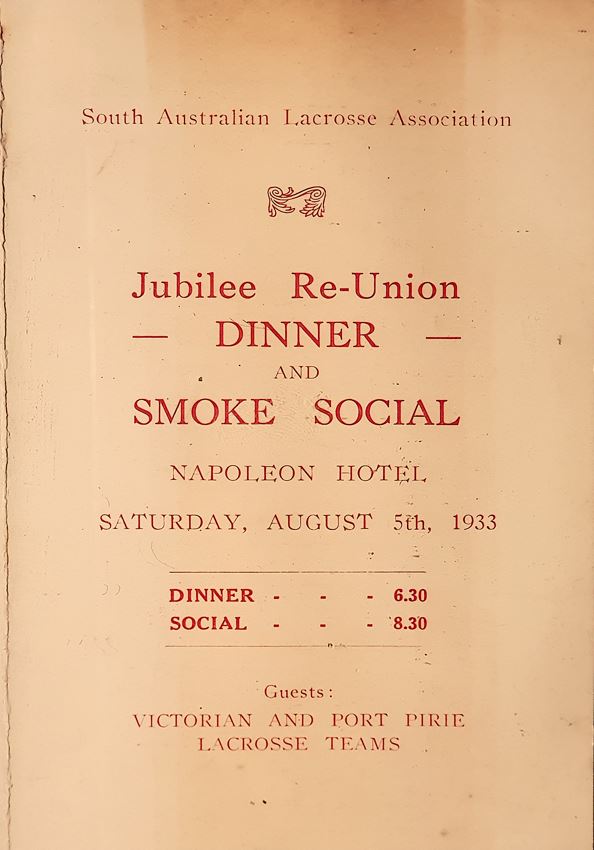 South Australian Lacrosse Association
Jubilee Re-Union
— DINNER —
AND
SMOKE SOCIAL
NAPOLEON HOTEL
SATURDAY, AUGUST 5th, 1933
DINNER - - - 6.30
SOCIAL - - - 8.30
Guests:
VICTORIAN AND PORT PIRIE
LACROSSE TEAMS